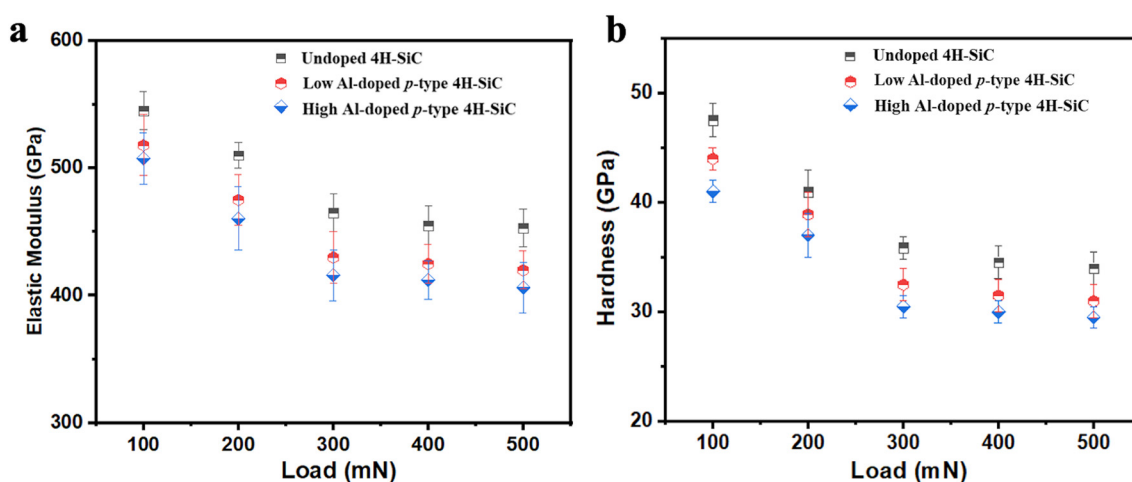 a
600
500
400
300
Elastic Modulus (GPa)
Undoped 4H-SiC
Low Al-doped p-type 4H-SiC
High Al-doped p-type 4H-SiC
100 200 300 400 500
Load (mN)
b
50
40
30
20
Hardness (GPa)
Undoped 4H-SiC
Low Al-doped p-type 4H-SiC
High Al-doped p-type 4H-SiC
100 200 300 400 500
Load (mN)